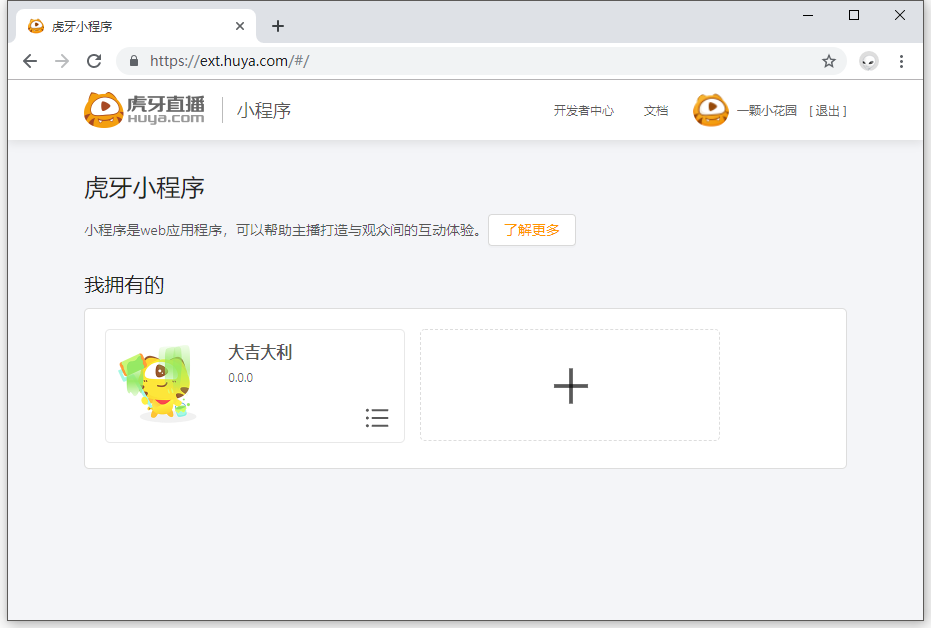 虎牙小程序
https://ext.huya.com/#/
虎牙直播
HUYA.com
小程序
开发者中心
文档
一颗小花园
[ 退出 ]
虎牙小程序
小程序是web应用程序，可以帮助主播打造与观众间的互动体验。
了解更多
我拥有的
大吉大利
0.0.0